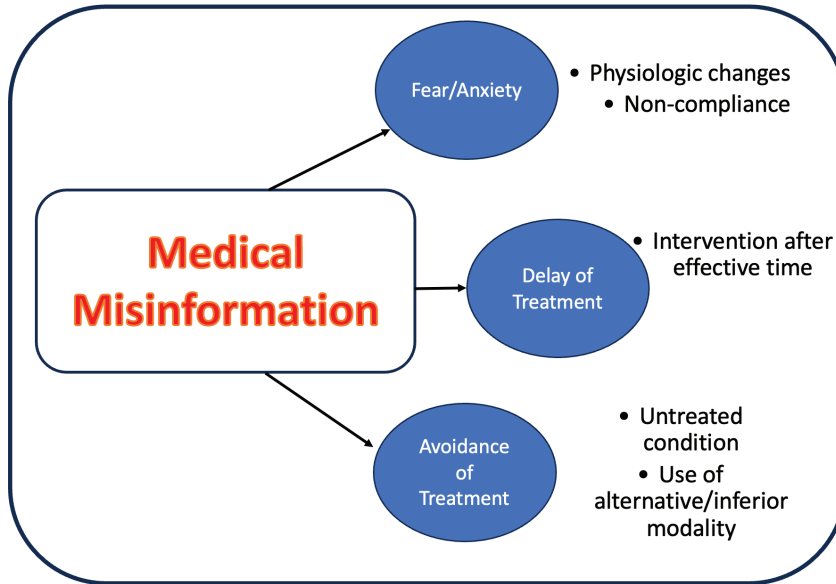 Fear/Anxiety
• Physiologic changes
• Non-compliance
Medical
Misinformation
Delay of
Treatment
• Intervention after
effective time
Avoidance
of
Treatment
• Untreated
condition
• Use of
alternative/inferior
modality